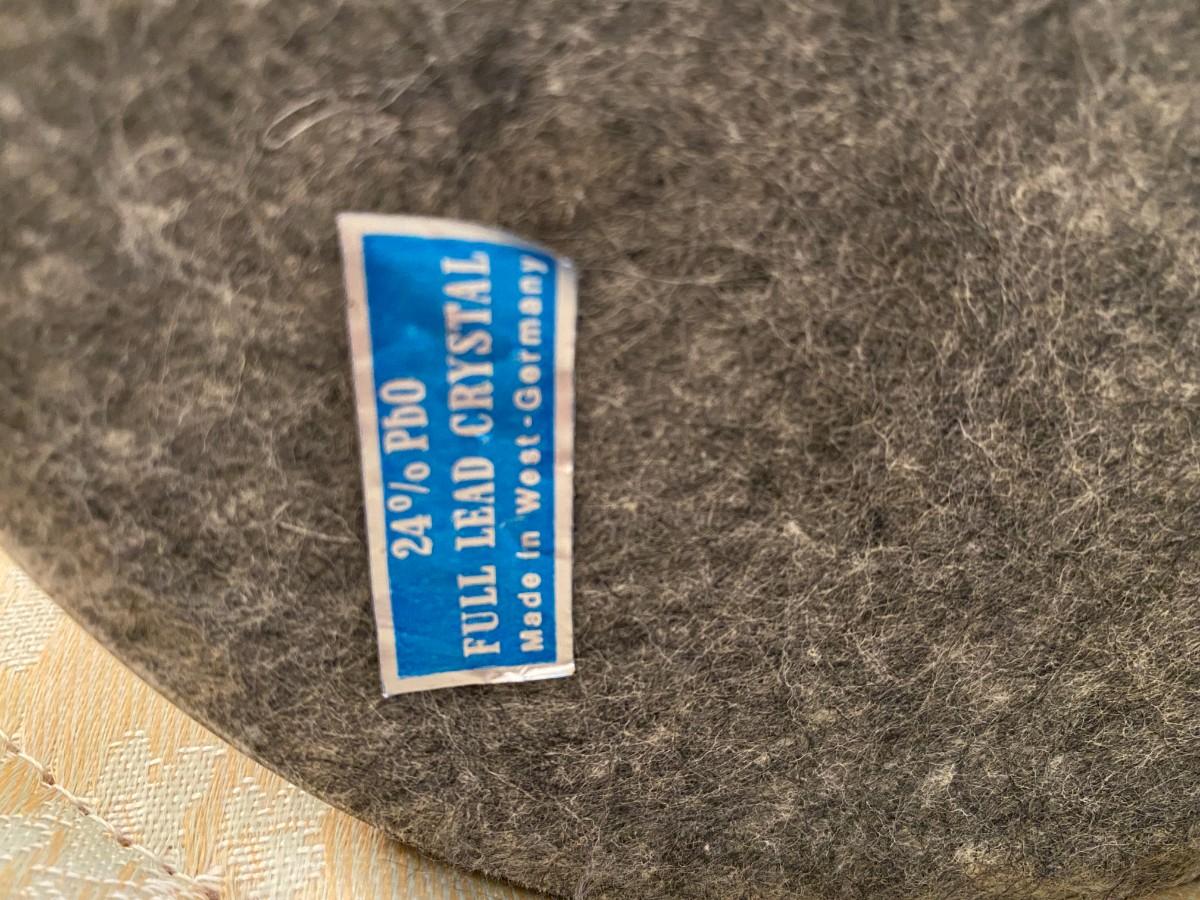 24% PbO
FULL LEAD CRYSTAL
Made in West-Germany